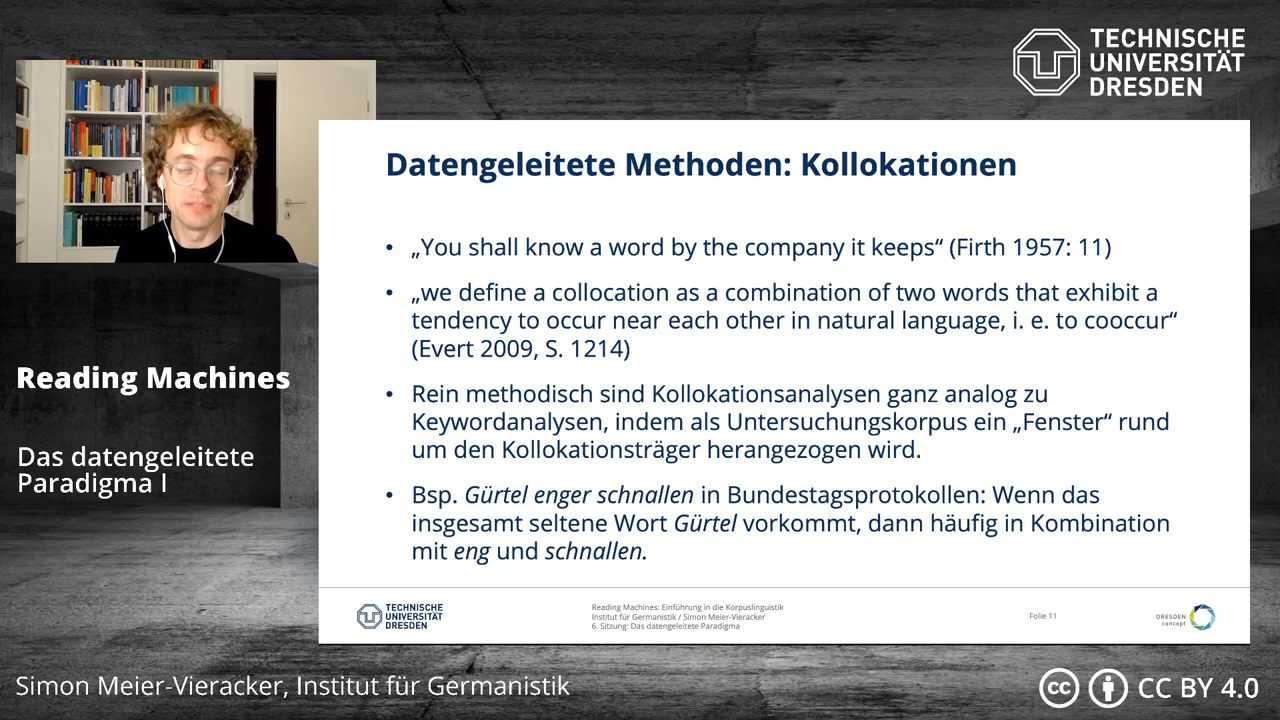 TECHNISCHE
UNIVERSITÄT
DRESDEN
Datengeleitete Methoden: Kollokationen
• „You shall know a word by the company it keeps“ (Firth 1957: 11)
• „we define a collocation as a combination of two words that exhibit a
tendency to occur near each other in natural language, i. e. to cooccur“
(Evert 2009, S. 1214)
• Rein methodisch sind Kollokationsanalysen ganz analog zu
Keywordanalysen, indem als Untersuchungskorpus ein „Fenster“ rund
um den Kollokationsträger herangezogen wird.
• Bsp. Gürtel enger schnallen in Bundestagsprotokollen: Wenn das
insgesamt seltene Wort Gürtel vorkommt, dann häufig in Kombination
mit eng und schnallen.
Reading Machines
Das datengeleitete
Paradigma I
TECHNISCHE
UNIVERSITÄT
DRESDEN
Reading Machines: Einführung in die Korpuslinguistik
Institut für Germanistik / Simon Meier-Vieracker
6. Sitzung: Das datengeleitete Paradigma
Folie 11
DRESDEN
concept
Simon Meier-Vieracker, Institut für Germanistik
cc CC BY 4.0